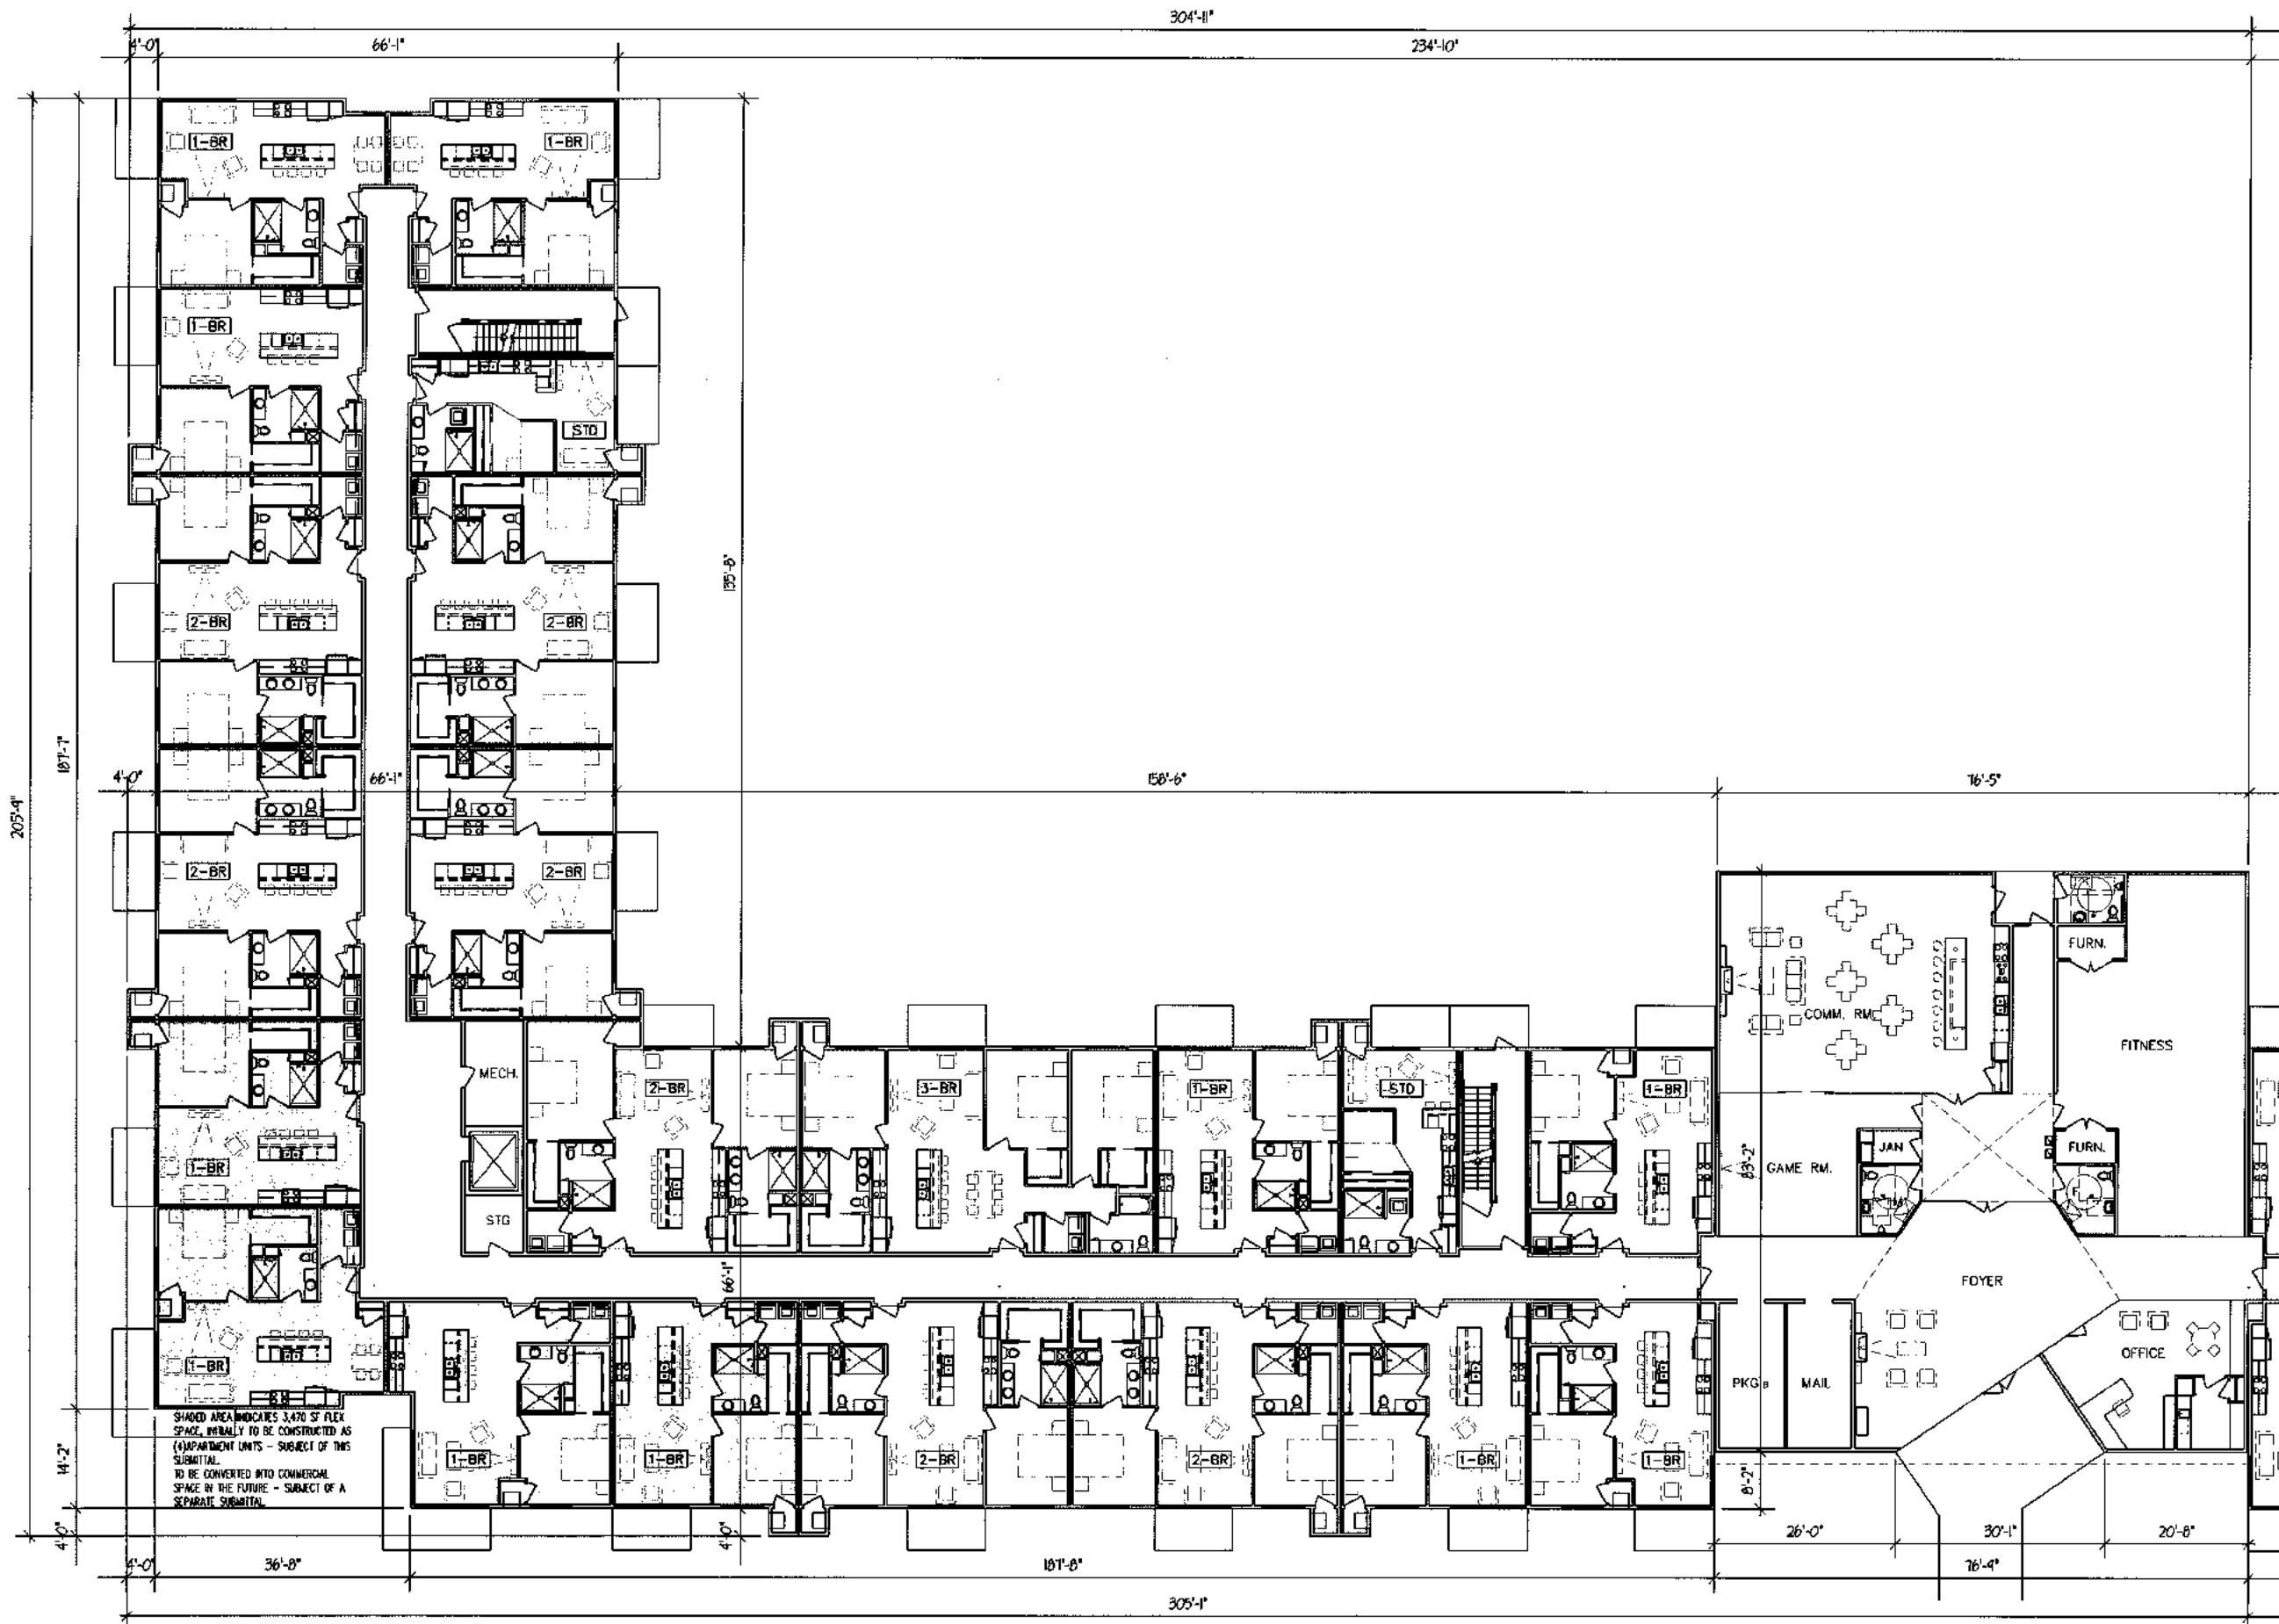 304'-11"
4'-0" 66'-1" 234'-10"
1-BR 1-BR
1-BR
STD
135'-8"
2-BR 2-BR
187'-7"
4'-0" 66'-1" 158'-6" 76'-5"
205'-9"
2-BR 2-BR
FURN.
COMM. RM.
FITNESS
MECH.
2-BR 3-BR 1-BR STD 1-BR
JAN FURN.
1-BR
GAME RM.
83'-2"
STG
66'-1"
FOYER
1-BR
OFFICE
PKG MAIL
SHADED AREA INDICATES 3,470 SF FLEX
SPACE, INITIALLY TO BE CONSTRUCTED AS
(4)APARTMENT UNITS - SUBJECT OF THIS
SUBMITTAL.
TO BE CONVERTED INTO COMMERCIAL
SPACE IN THE FUTURE - SUBJECT OF A
SEPARATE SUBMITTAL
1-BR 1-BR 2-BR 2-BR 1-BR 1-BR
14'-2"
8'-2"
4'-0" 4'-0"
26'-0" 30'-1" 20'-8"
4'-0" 36'-8" 187'-8" 76'-9"
305'-1"